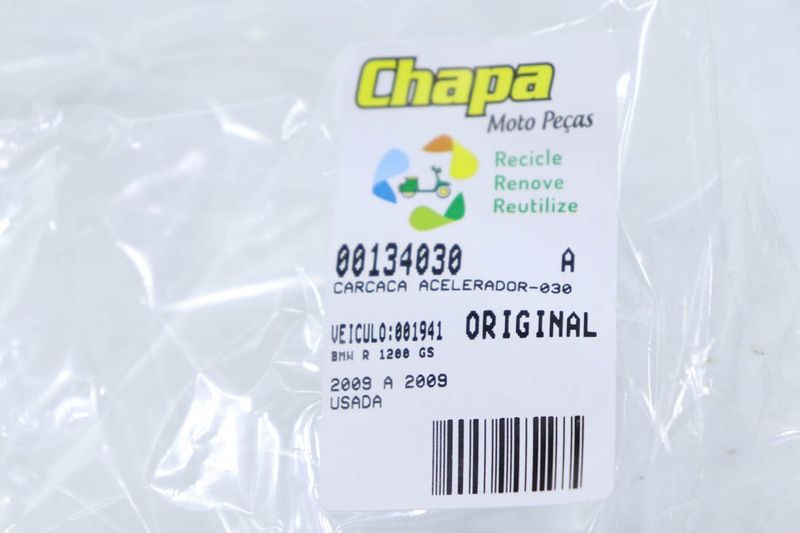 Chapa
Moto Peças
Recicle
Renove
Reutilize
00134030 A
CARCACA ACELERADOR-030
VEICULO:001941 ORIGINAL
BMW R 1200 GS
2009 A 2009
USADA